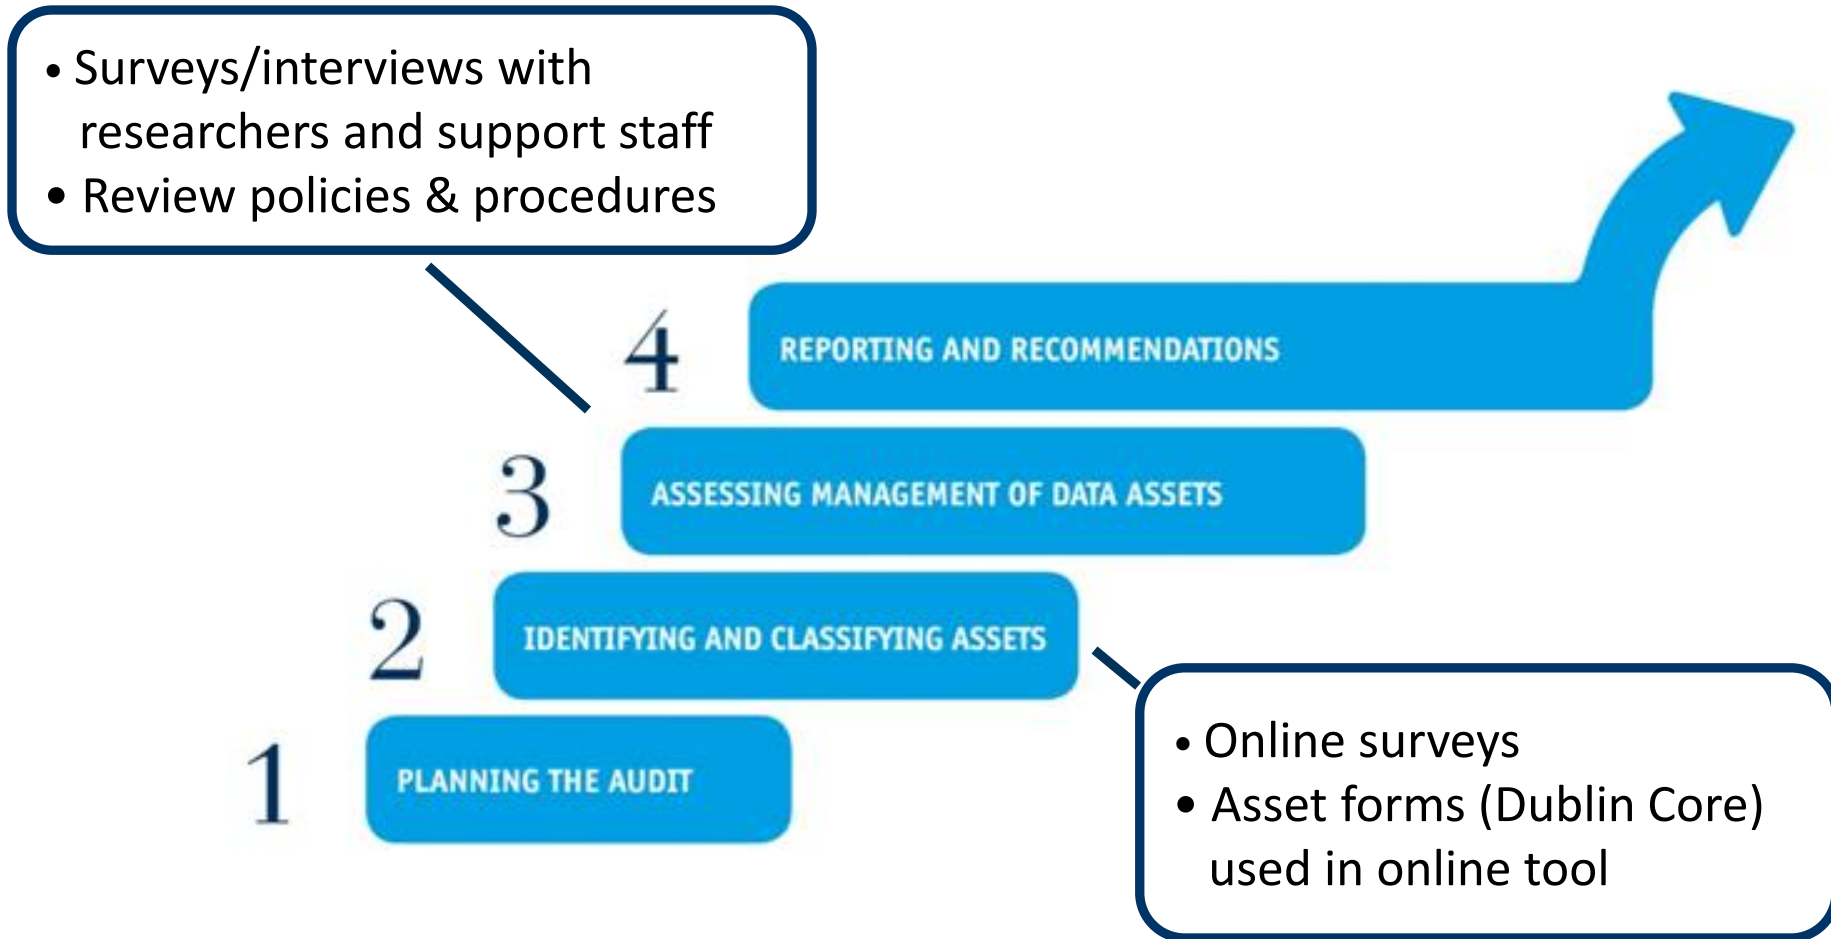 • Surveys/interviews with
researchers and support staff
• Review policies & procedures
4
REPORTING AND RECOMMENDATIONS
3
ASSESSING MANAGEMENT OF DATA ASSETS
2
IDENTIFYING AND CLASSIFYING ASSETS
1
PLANNING THE AUDIT
• Online surveys
• Asset forms (Dublin Core)
used in online tool